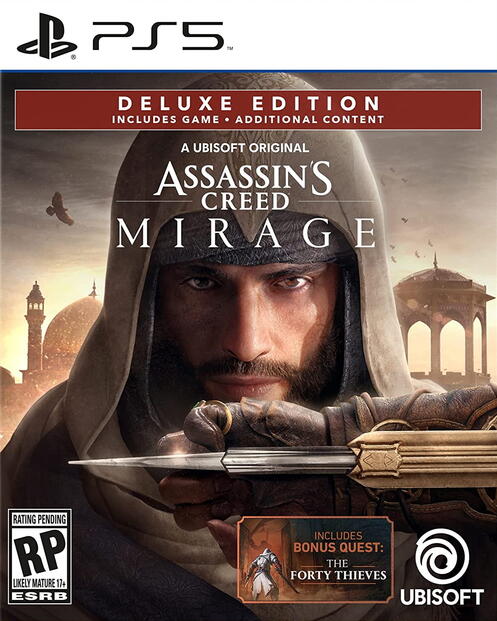 PS5
DELUXE EDITION
INCLUDES GAME • ADDITIONAL CONTENT
A UBISOFT ORIGINAL
ASSASSIN'S
CREED
MIRAGE
RATING PENDING
RP
LIKELY MATURE 17+
ESRB
INCLUDES
BONUS QUEST:
THE
FORTY THIEVES
UBISOFT